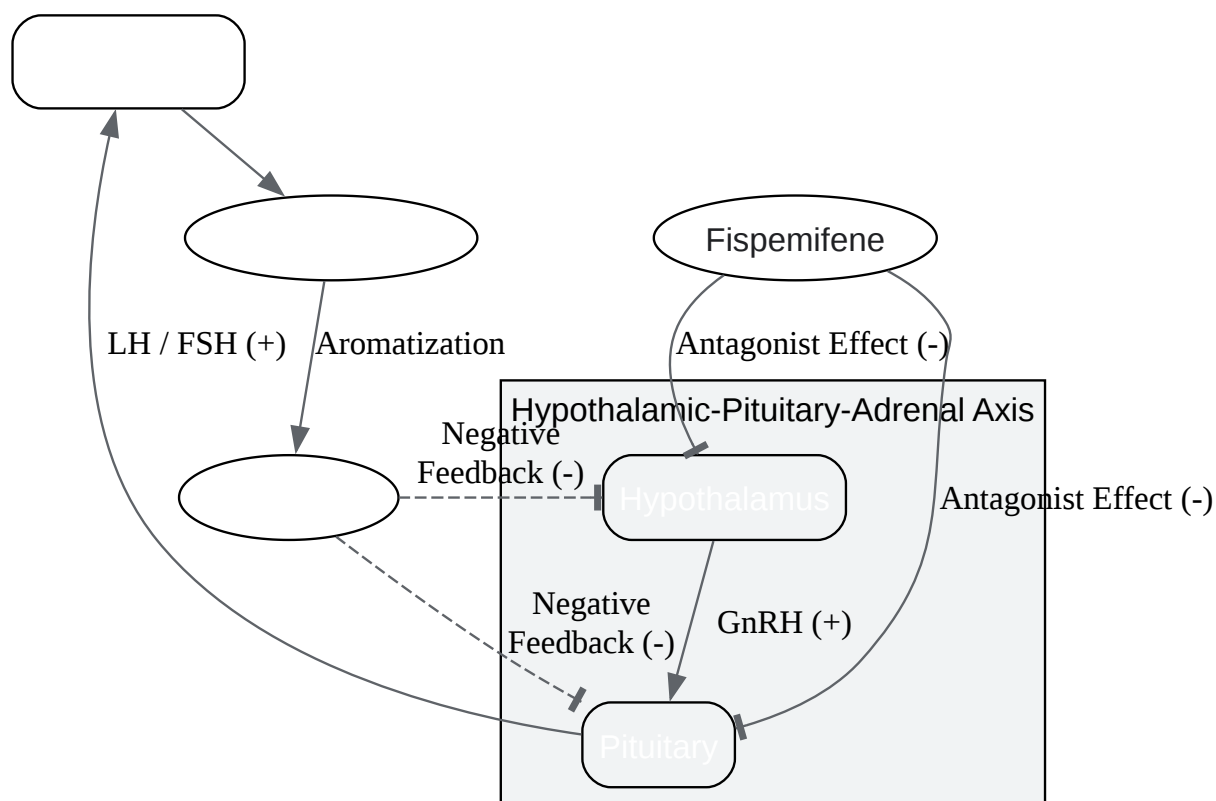 Fispemifene
LH / FSH (+)
Aromatization
Antagonist Effect (-)
Hypothalamic-Pituitary-Adrenal Axis
Negative
Feedback (-)
Hypothalamus
Antagonist Effect (-)
Negative
Feedback (-)
GnRH (+)
Pituitary